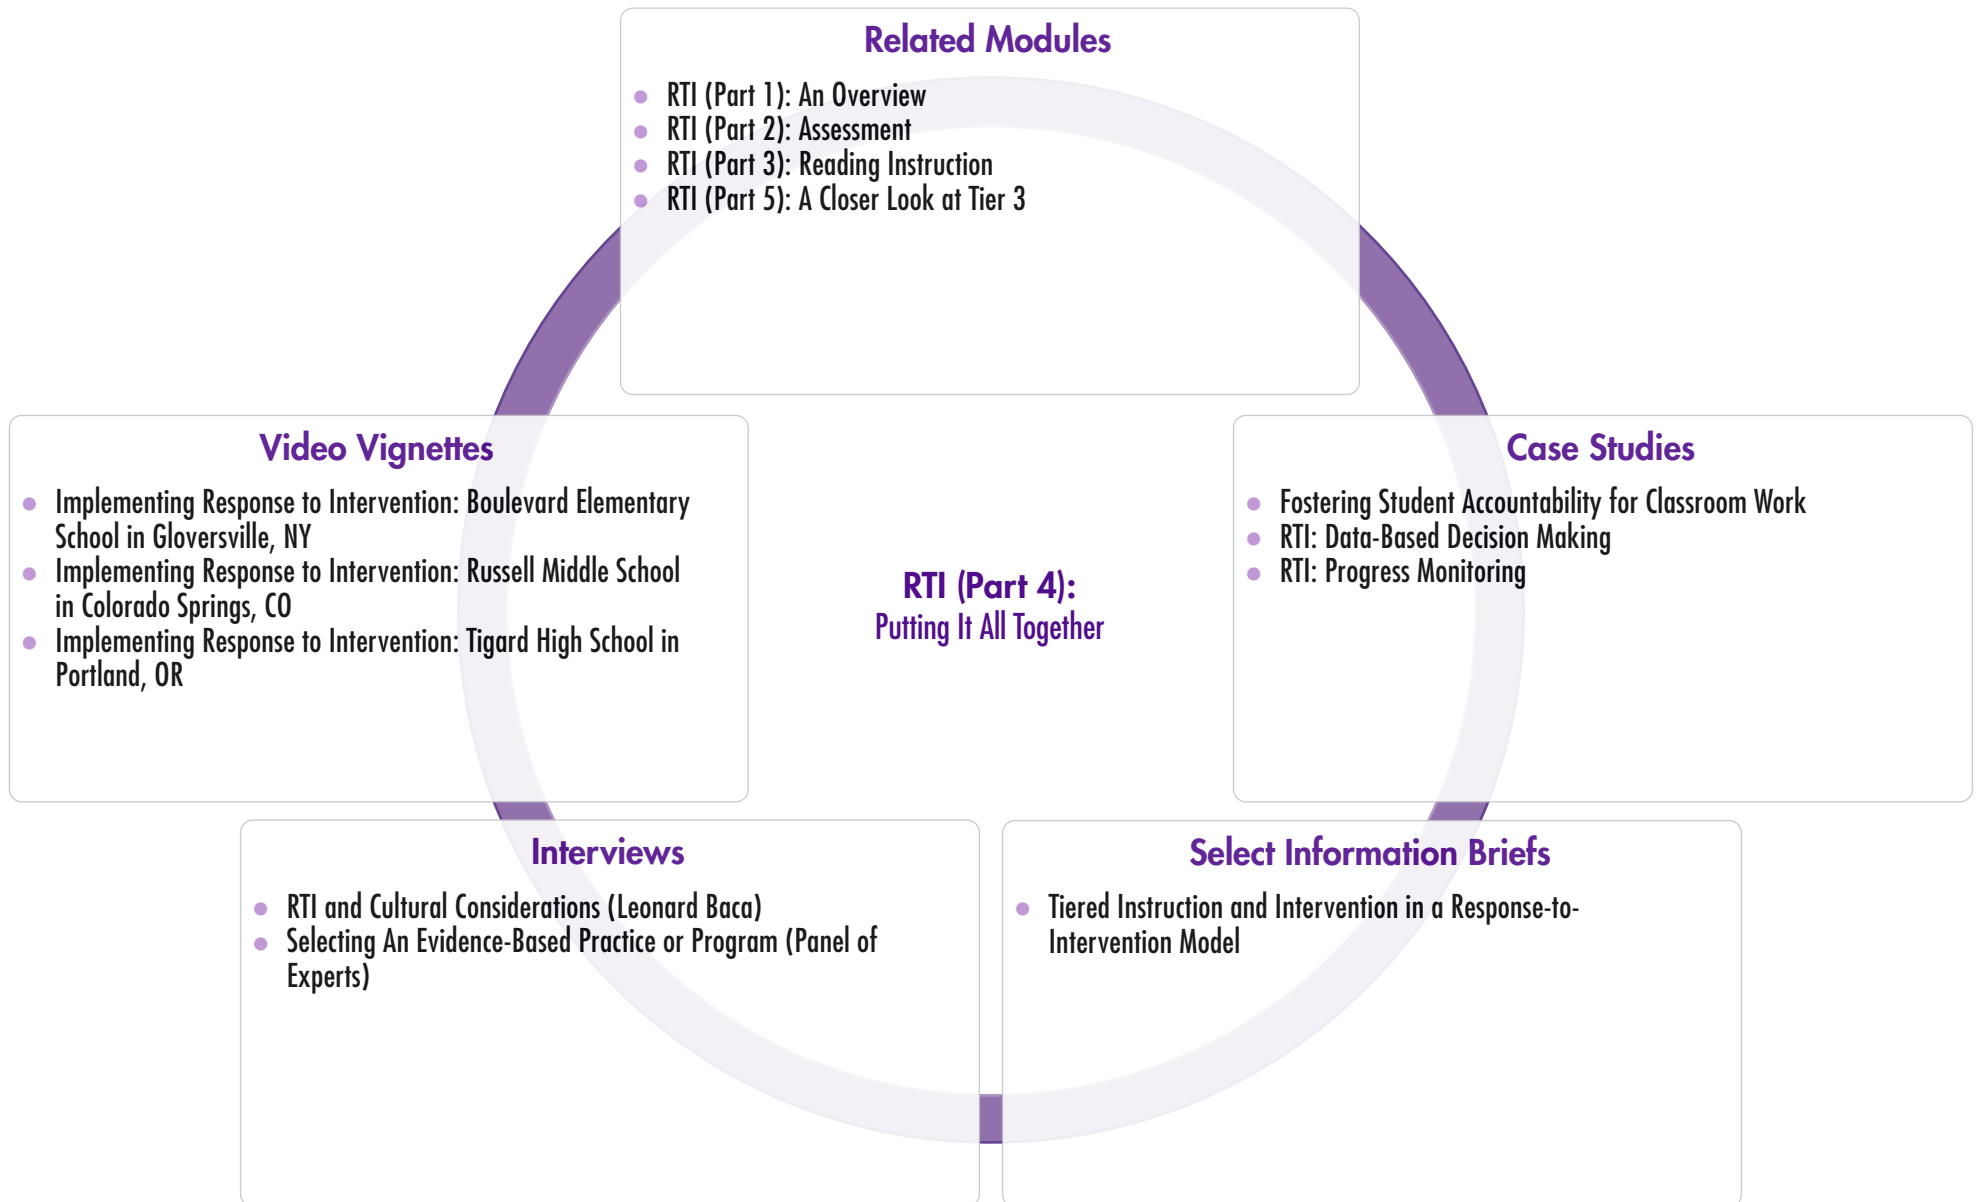 Related Modules
RTI (Part 1): An Overview
RTI (Part 2): Assessment
RTI (Part 3): Reading Instruction
RTI (Part 5): A Closer Look at Tier 3
Video Vignettes
Implementing Response to Intervention: Boulevard Elementary
School in Gloversville, NY
Implementing Response to Intervention: Russell Middle School
in Colorado Springs, CO
Implementing Response to Intervention: Tigard High School in
Portland, OR
RTI (Part 4):
Putting It All Together
Case Studies
Fostering Student Accountability for Classroom Work
RTI: Data-Based Decision Making
RTI: Progress Monitoring
Interviews
RTI and Cultural Considerations (Leonard Baca)
Selecting An Evidence-Based Practice or Program (Panel of
Experts)
Select Information Briefs
Tiered Instruction and Intervention in a Response-to-
Intervention Model